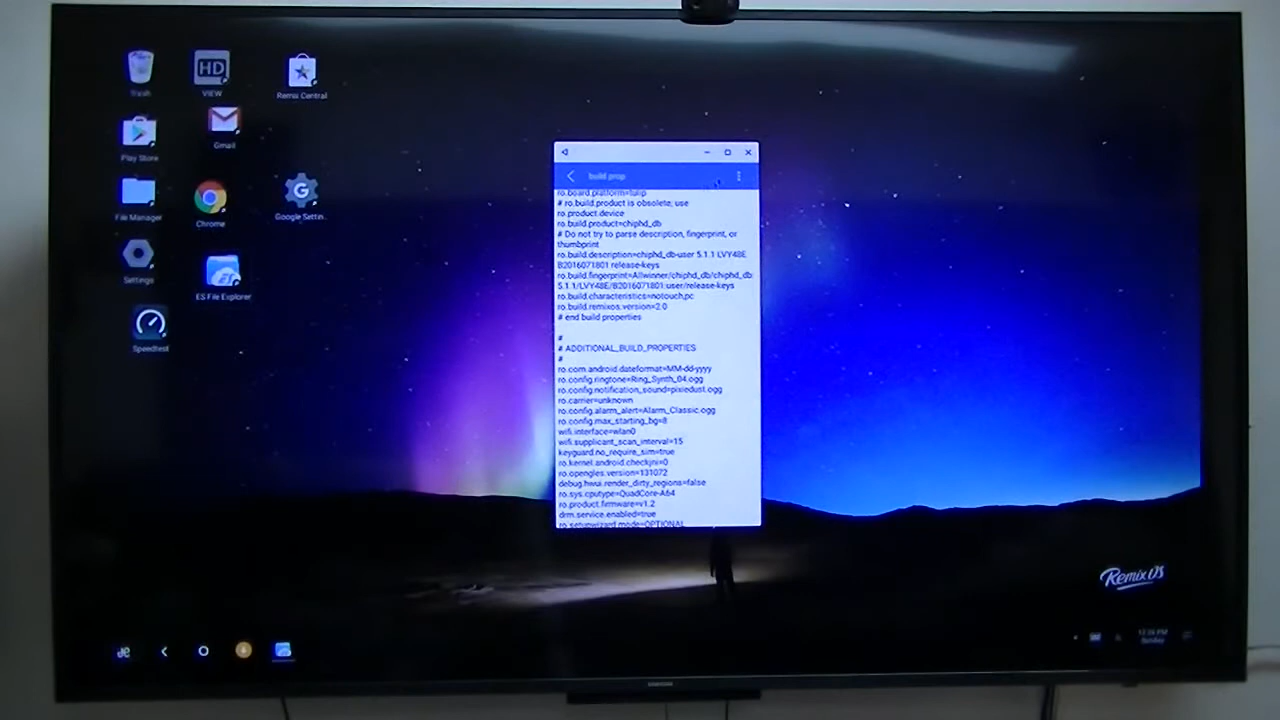 Trash
HD
VIEW
Remix Central
Play Store
Gmail
File Manager
Chrome
Google Settin..
Settings
ES File Explorer
Speedtest
build.prop
ro.board.platform=tulip
# ro.build.product is obsolete; use
ro.product.device
ro.build.product=chiphd_db
# Do not try to parse description, fingerprint, or
thumbprint
ro.build.description=chiphd_db-user 5.1.1 LVY48E
B2016071801 release-keys
ro.build.fingerprint=Allwinner/chiphd_db/chiphd_db:
5.1.1/LVY48E/B2016071801:user/release-keys
ro.build.characteristics=notouch,pc
ro.build.remixos.version=2.0
# end build properties
#
# ADDITIONAL_BUILD_PROPERTIES
#
ro.com.android.dateformat=MM-dd-yyyy
ro.config.ringtone=Ring_Synth_04.ogg
ro.config.notification_sound=pixiedust.ogg
ro.carrier=unknown
ro.config.alarm_alert=Alarm_Classic.ogg
ro.config.max_starting_bg=8
wifi.interface=wlan0
wifi.supplicant_scan_interval=15
keyguard.no_require_sim=true
ro.kernel.android.checkjni=0
ro.opengles.version=131072
debug.hwui.render_dirty_regions=false
ro.sys.cputype=QuadCore-A64
ro.product.firmware=v1.2
drm.service.enabled=true
ro.setupwizard.mode=OPTIONAL
Remix OS
Sunday
SAMSUNG